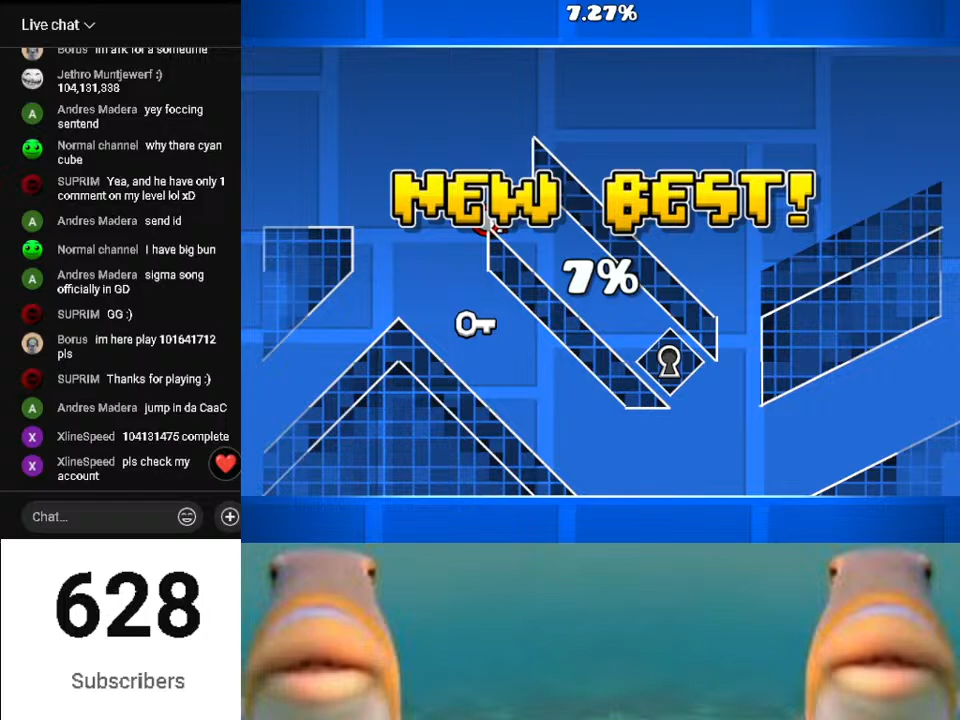 7.27%
Live chat
Borus im afk for a sometime
Jethro Muntjewerf :)
104,131,338
Andres Madera yey foccing
sentend
Normal channel why there cyan
cube
SUPRIM Yea, and he have only 1
comment on my level lol xD
Andres Madera send id
Normal channel I have big bun
Andres Madera sigma song
officially in GD
SUPRIM GG :)
Borus im here play 101641712
pls
SUPRIM Thanks for playing :)
Andres Madera jump in da CaaC
XlineSpeed 104131475 complete
XlineSpeed pls check my
account
Chat...
NEW BEST!
7%
628
Subscribers